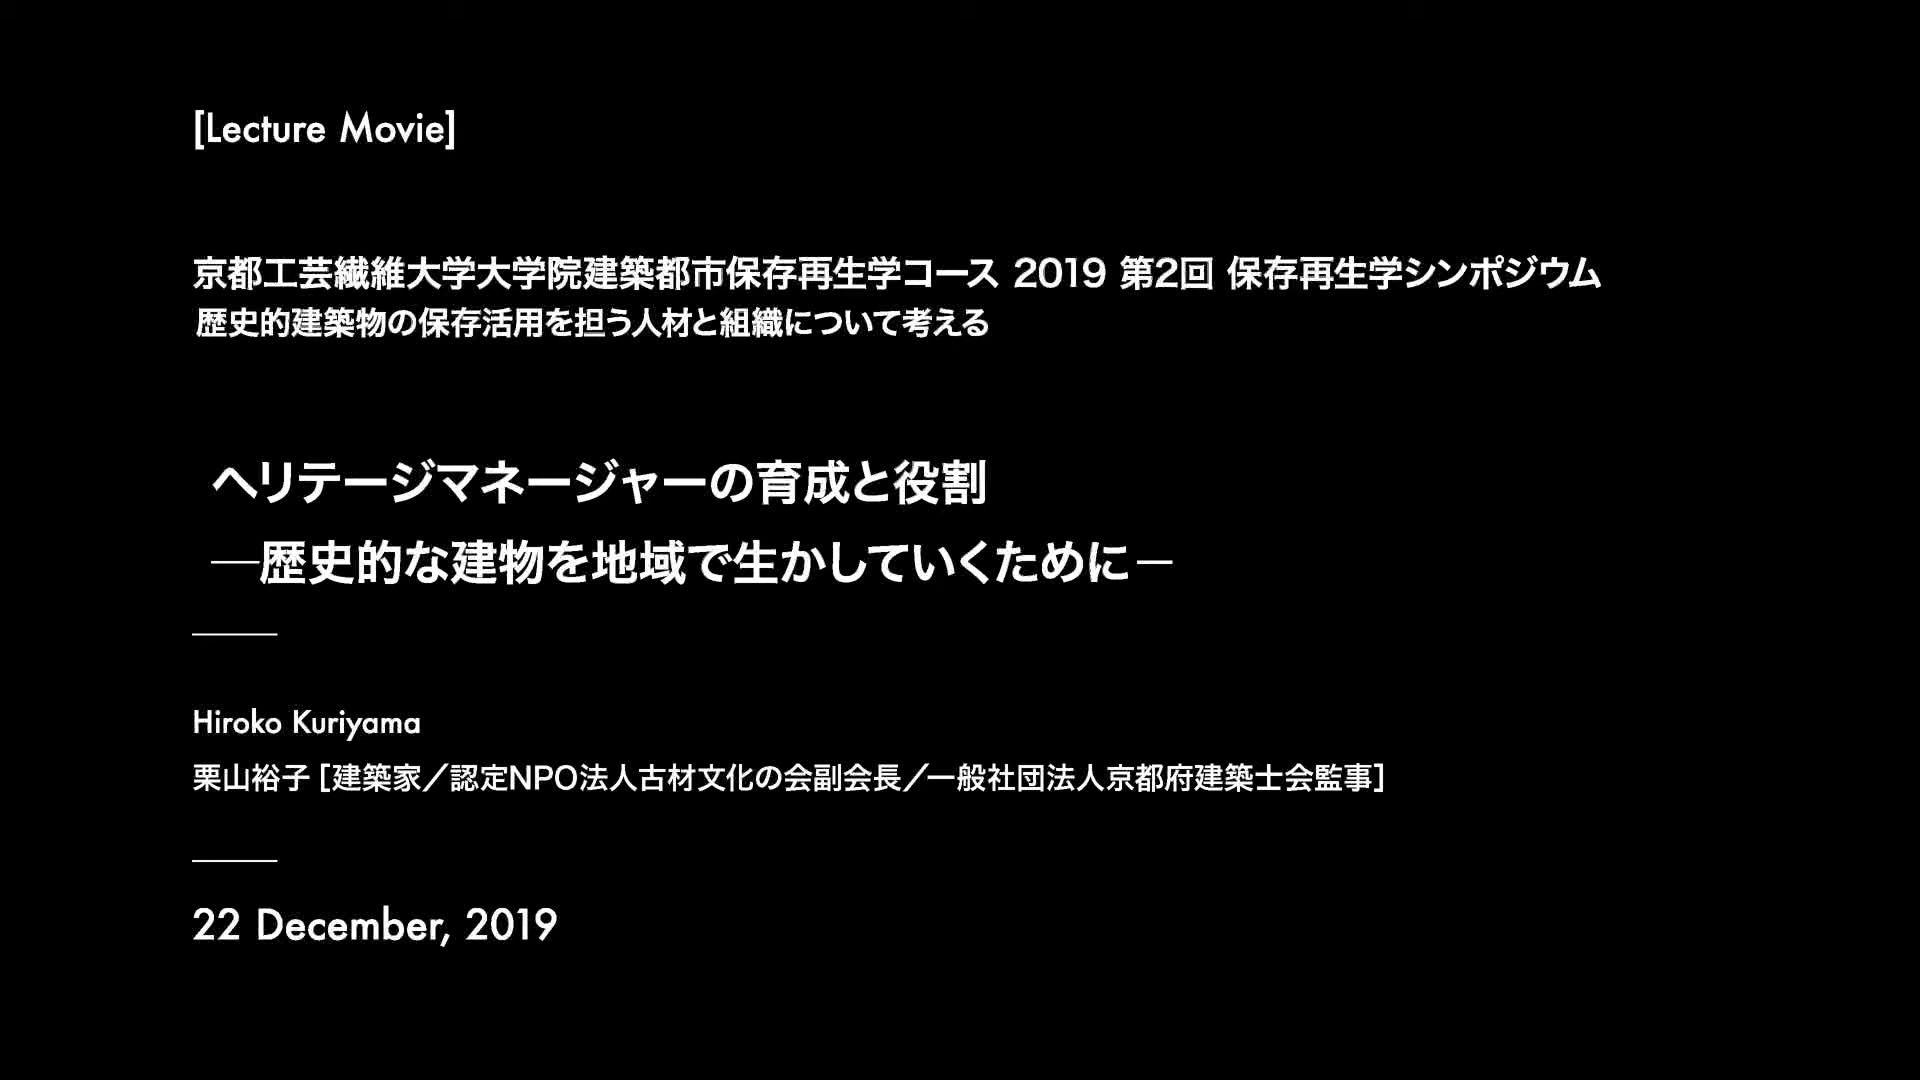 [Lecture Movie]
京都工芸繊維大学大学院建築都市保存再生学コース 2019 第2回 保存再生学シンポジウム
歴史的建築物の保存活用を担う人材と組織について考える
ヘリテージマネージャーの育成と役割
—歴史的な建物を地域で生かしていくために－
Hiroko Kuriyama
栗山裕子 [建築家／認定NPO法人古材文化の会副会長／一般社団法人京都府建築士会監事]
22 December, 2019